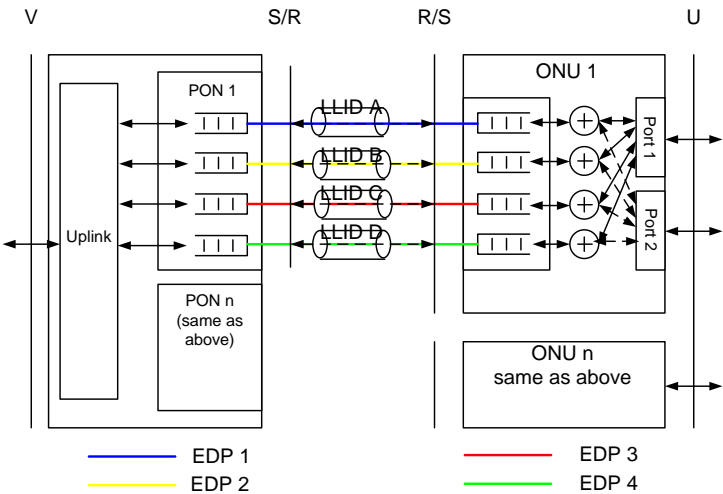 V
S/R
R/S
U
PON 1
ONU 1
LLID A
LLID B
LLID C
LLID D
Uplink
Port 1
Port 2
PON n
(same as
above)
ONU n
same as above
EDP 1
EDP 3
EDP 2
EDP 4